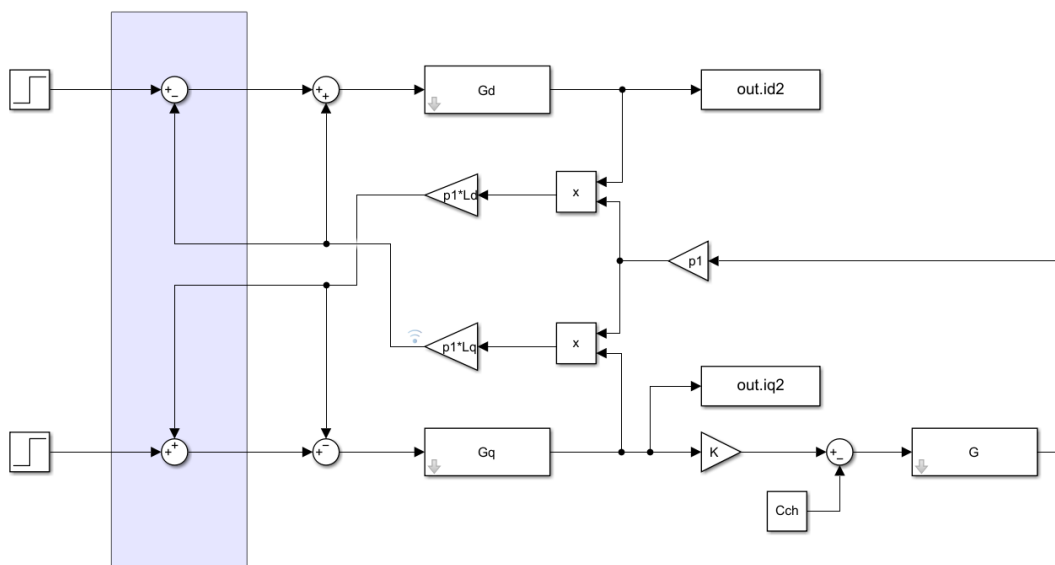 Gd
out.id2
p1*Ld
x
p1
p1*Lq
x
out.iq2
Gq
K
G
Cch